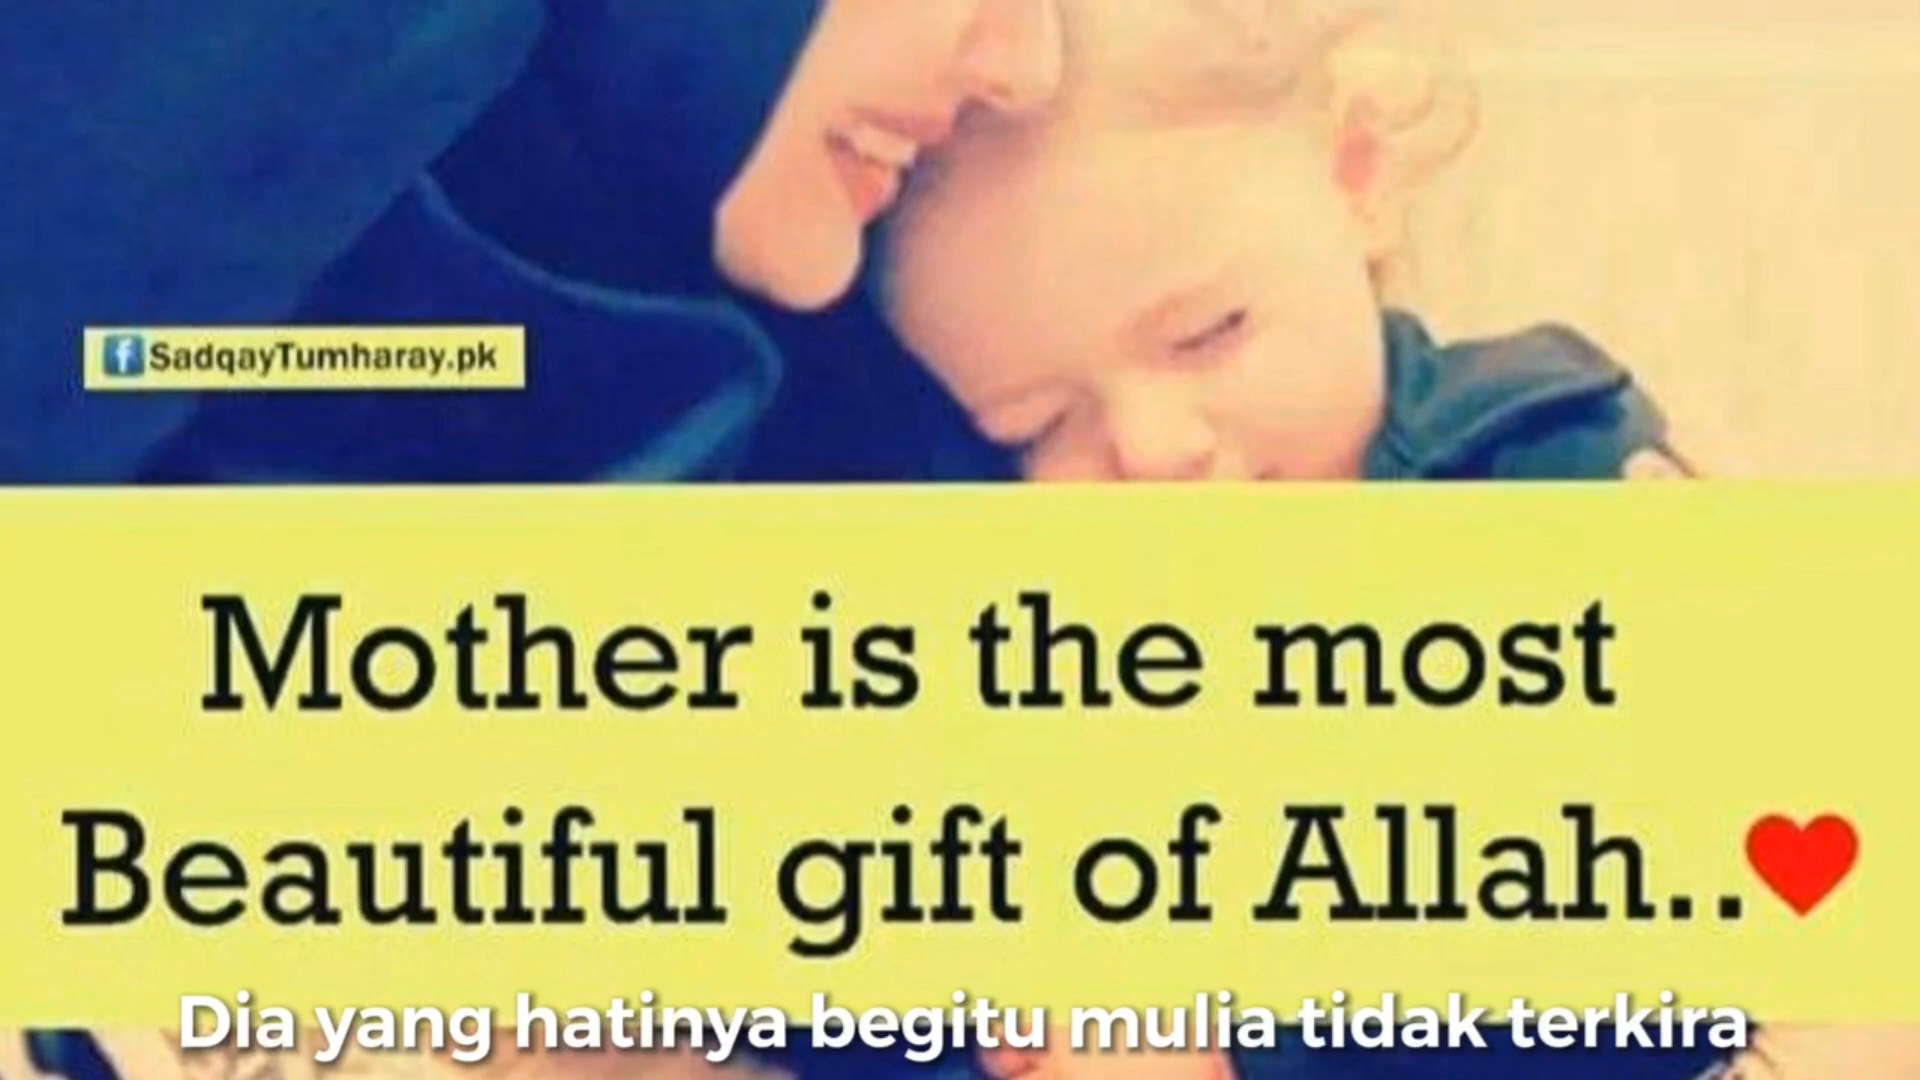 SadqayTumharay.pk
Mother is the most
Beautiful gift of Allah..
Dia yang hatinya begitu mulia tidak terkira